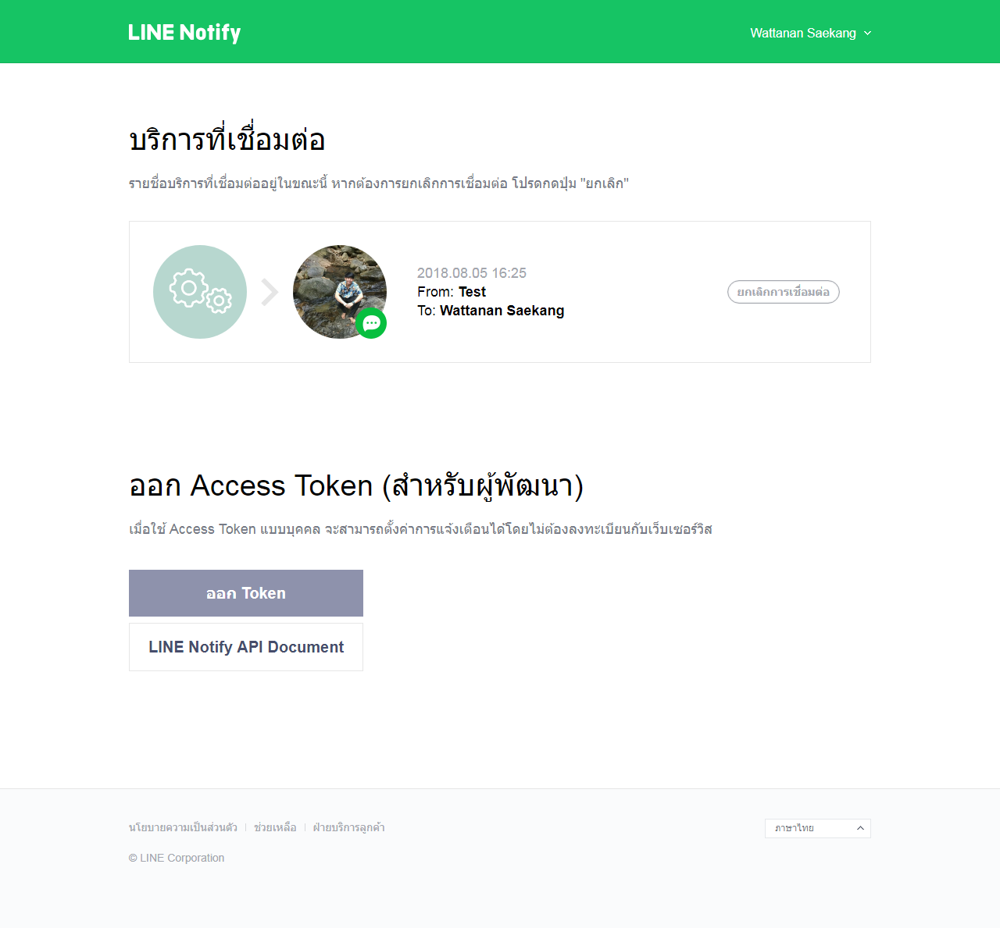 LINE Notify
Wattanan Saekang
บริการที่เชื่อมต่อ
รายชื่อบริการที่เชื่อมต่ออยู่ในขณะนี้ หากต้องการยกเลิกการเชื่อมต่อ โปรดกดปุ่ม "ยกเลิก"
2018.08.05 16:25
From: Test
To: Wattanan Saekang
ยกเลิกการเชื่อมต่อ
ออก Access Token (สำหรับผู้พัฒนา)
เมื่อใช้ Access Token แบบบุคคล จะสามารถตั้งค่าการแจ้งเตือนได้โดยไม่ต้องลงทะเบียนกับเว็บเซอร์วิส
ออก Token
LINE Notify API Document
นโยบายความเป็นส่วนตัว
ช่วยเหลือ
ฝ่ายบริการลูกค้า
ภาษาไทย
© LINE Corporation